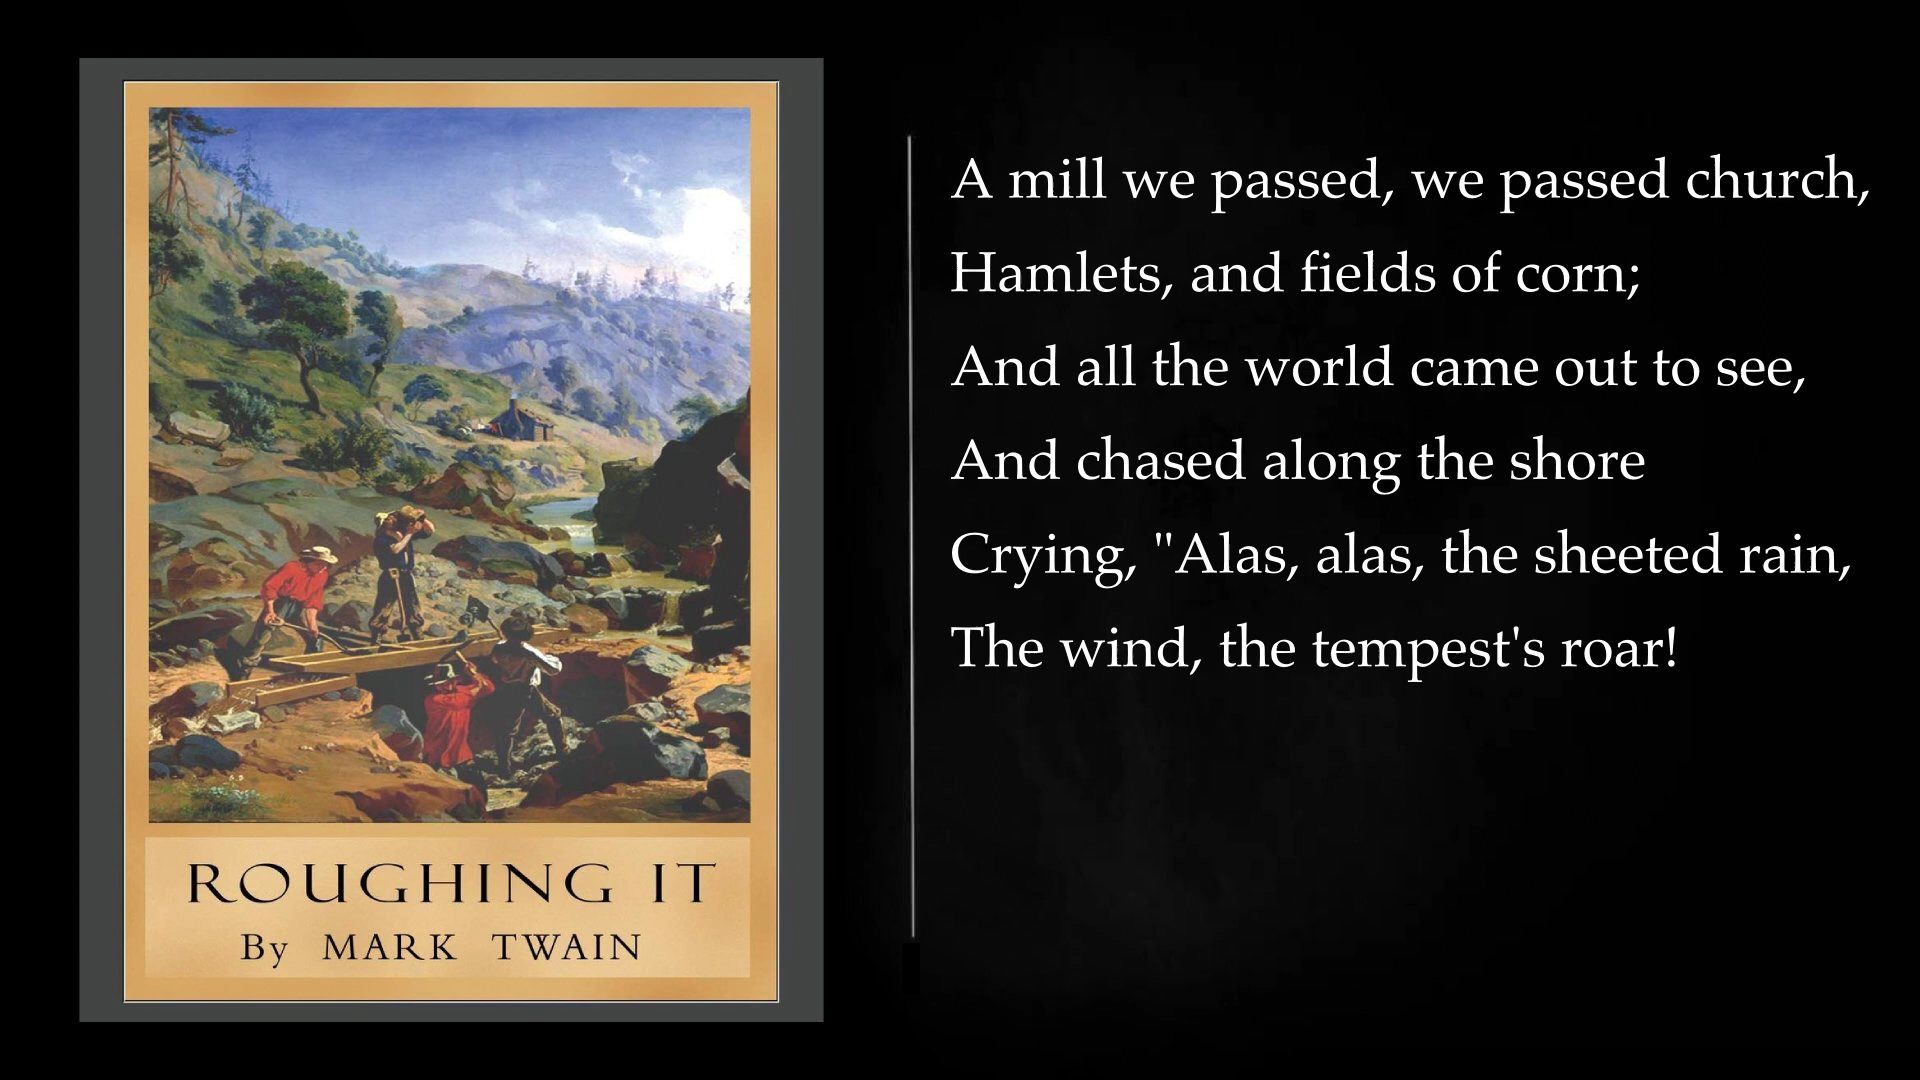 ROUGHING IT
By MARK TWAIN
A mill we passed, we passed church,
Hamlets, and fields of corn;
And all the world came out to see,
And chased along the shore
Crying, "Alas, alas, the sheeted rain,
The wind, the tempest's roar!